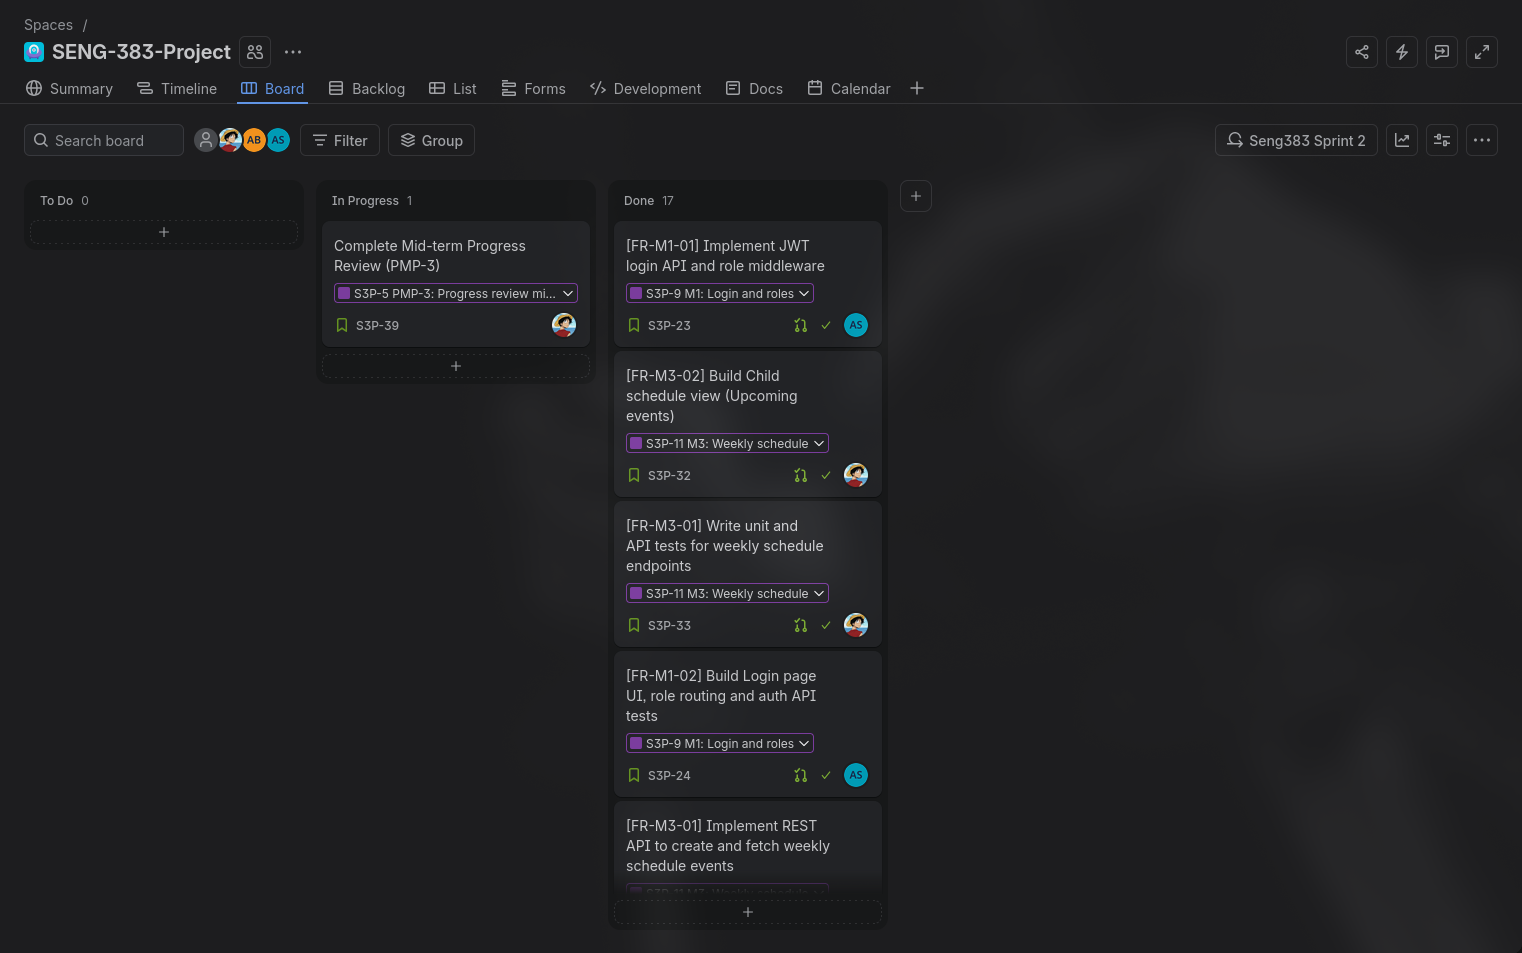 Spaces /
SENG-383-Project
Summary Timeline Board Backlog List Forms Development Docs Calendar
Search board AB AS Filter Group Seng383 Sprint 2
To Do 0
In Progress 1
Complete Mid-term Progress
Review (PMP-3)
S3P-5 PMP-3: Progress review mi...
S3P-39
Done 17
[FR-M1-01] Implement JWT
login API and role middleware
S3P-9 M1: Login and roles
S3P-23 AS
[FR-M3-02] Build Child
schedule view (Upcoming
events)
S3P-11 M3: Weekly schedule
S3P-32
[FR-M3-01] Write unit and
API tests for weekly schedule
endpoints
S3P-11 M3: Weekly schedule
S3P-33
[FR-M1-02] Build Login page
UI, role routing and auth API
tests
S3P-9 M1: Login and roles
S3P-24 AS
[FR-M3-01] Implement REST
API to create and fetch weekly
schedule events
S3P-11 M3: Weekly schedule